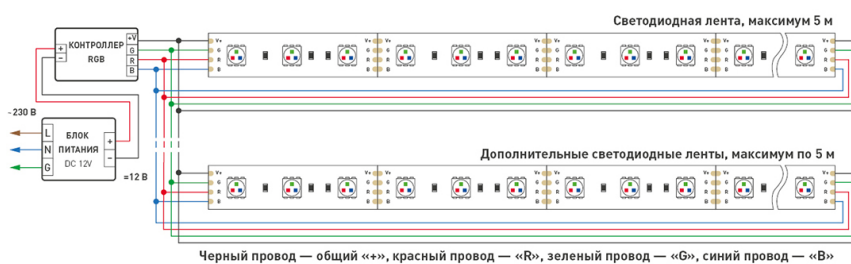 Светодиодная лента, максимум 5 м
КОНТРОЛЛЕР
RGB
+
–
+V
G
R
B
V+
G
R
B
V+
G
R
B
V+
G
R
B
V+
G
R
B
V+
G
R
B
~230 В
L
N
G
БЛОК
ПИТАНИЯ
DC 12V
+
–
=12 В
Дополнительные светодиодные ленты, максимум по 5 м
V+
G
R
B
V+
G
R
B
V+
G
R
B
V+
G
R
B
V+
G
R
B
Черный провод — общий «+», красный провод — «R», зеленый провод — «G», синий провод — «B»